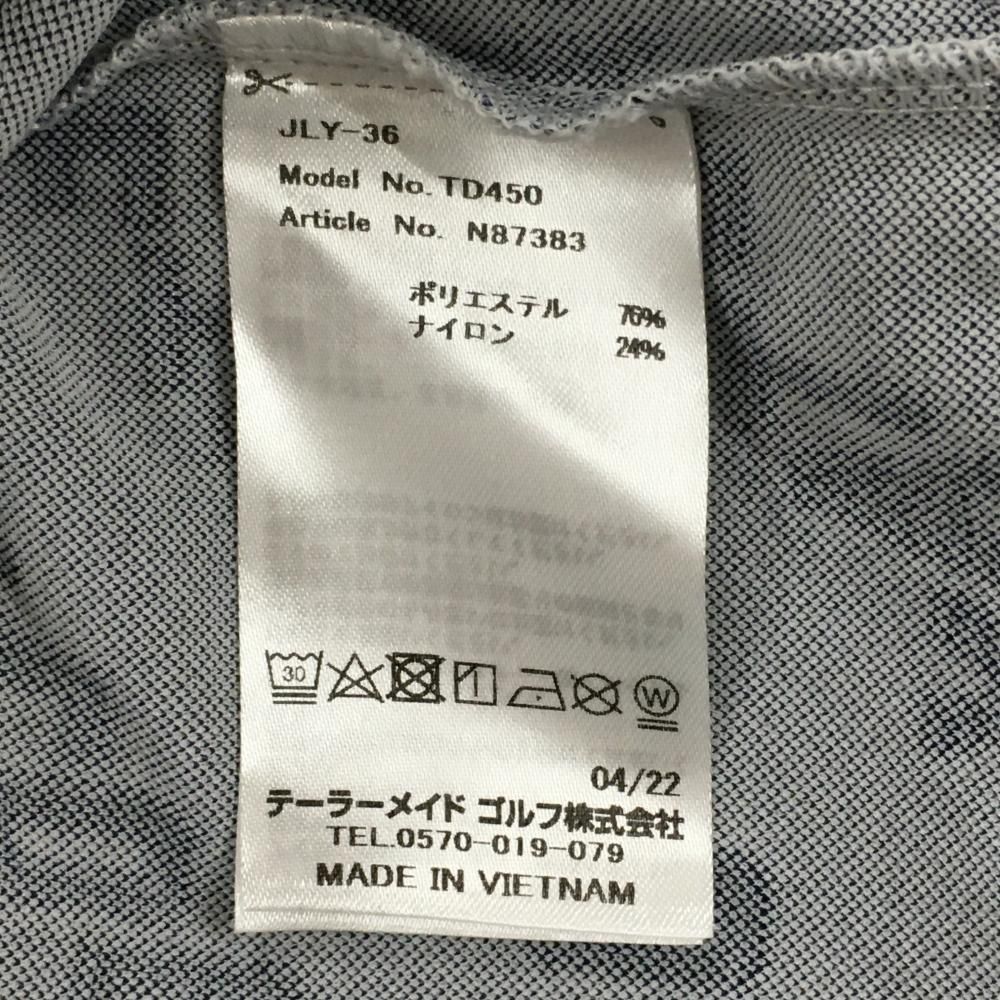 JLY-36
Model No. TD450
Article No. N87383
ポリエステル 76%
ナイロン 24%
30
W
04/22
テーラーメイド ゴルフ株式会社
TEL.0570-019-079
MADE IN VIETNAM